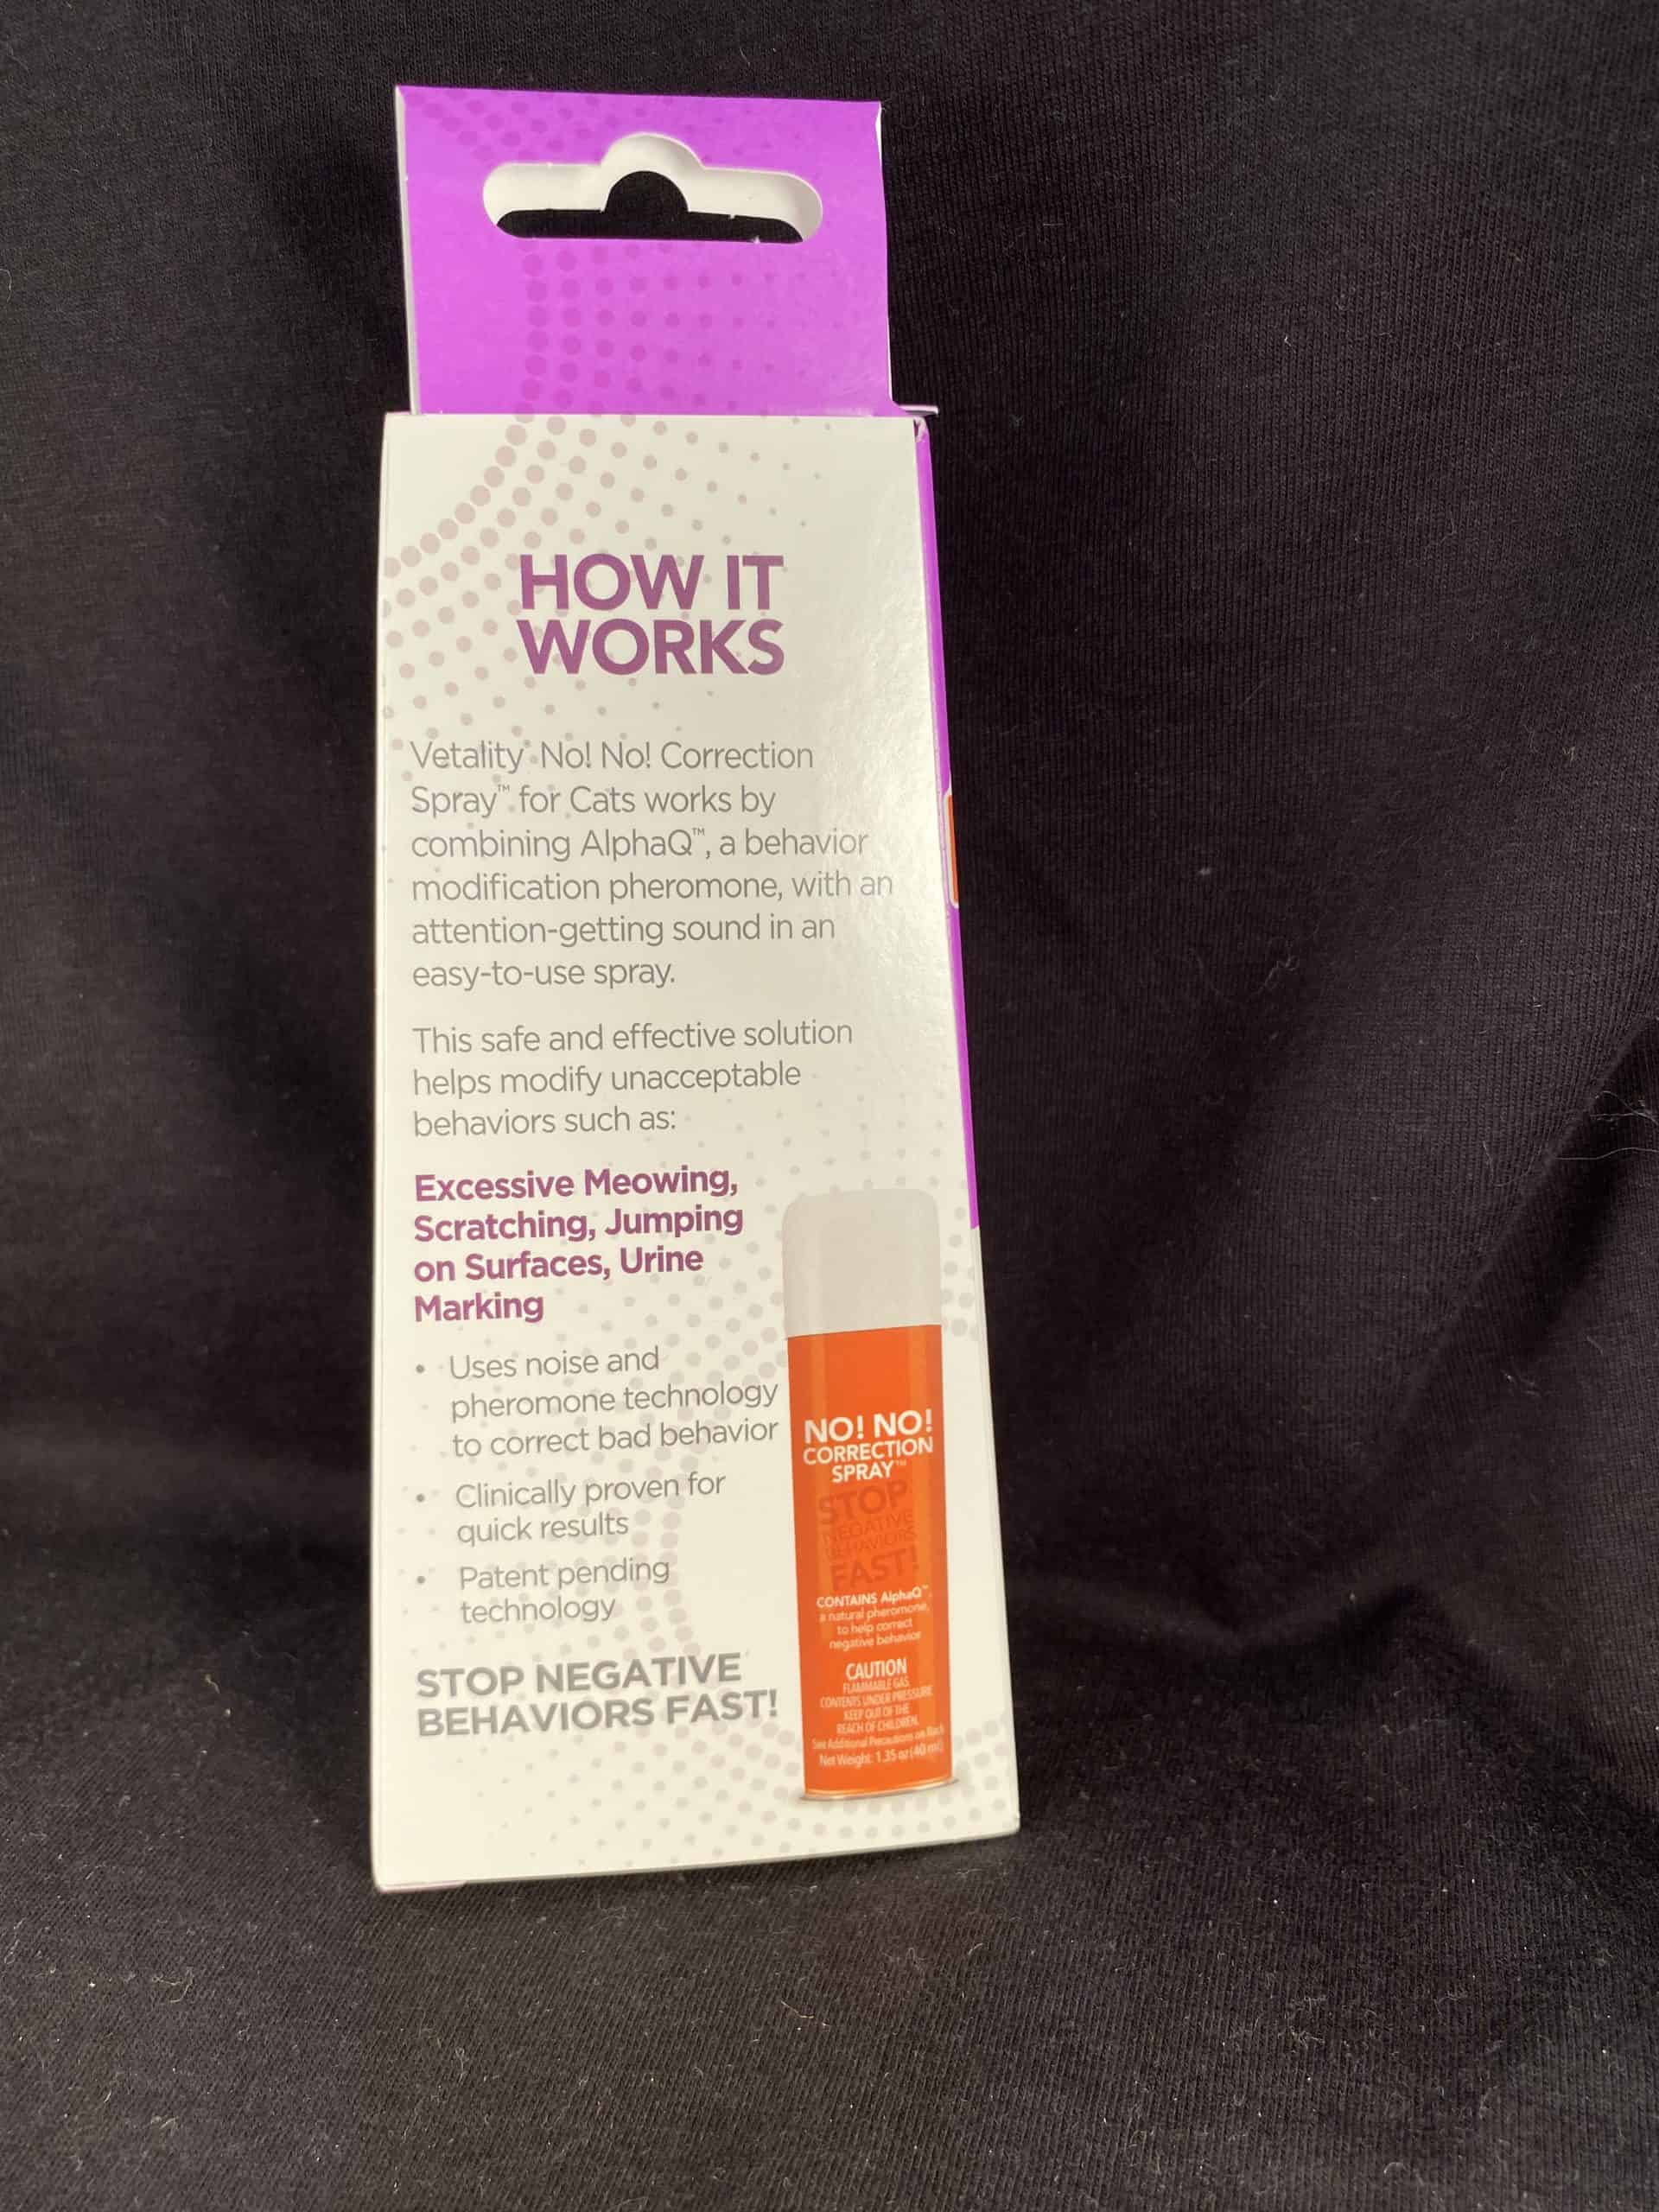 HOW IT
WORKS
Vetality® No! No! Correction
Spray™ for Cats works by
combining AlphaQ™, a behavior
modification pheromone, with an
attention-getting sound in an
easy-to-use spray.
This safe and effective solution
helps modify unacceptable
behaviors such as:
Excessive Meowing,
Scratching, Jumping
on Surfaces, Urine
Marking
• Uses noise and
pheromone technology
to correct bad behavior
• Clinically proven for
quick results
• Patent pending
technology
STOP NEGATIVE
BEHAVIORS FAST!
NO! NO!
CORRECTION
SPRAY™
STOP
NEGATIVE
BEHAVIORS
FAST!
CONTAINS AlphaQ™,
a natural pheromone,
to help correct
negative behavior
CAUTION
FLAMMABLE GAS
CONTENTS UNDER PRESSURE
KEEP OUT OF THE
REACH OF CHILDREN.
See Additional Precautions on Back
Net Weight: 1.35 oz (40 ml)